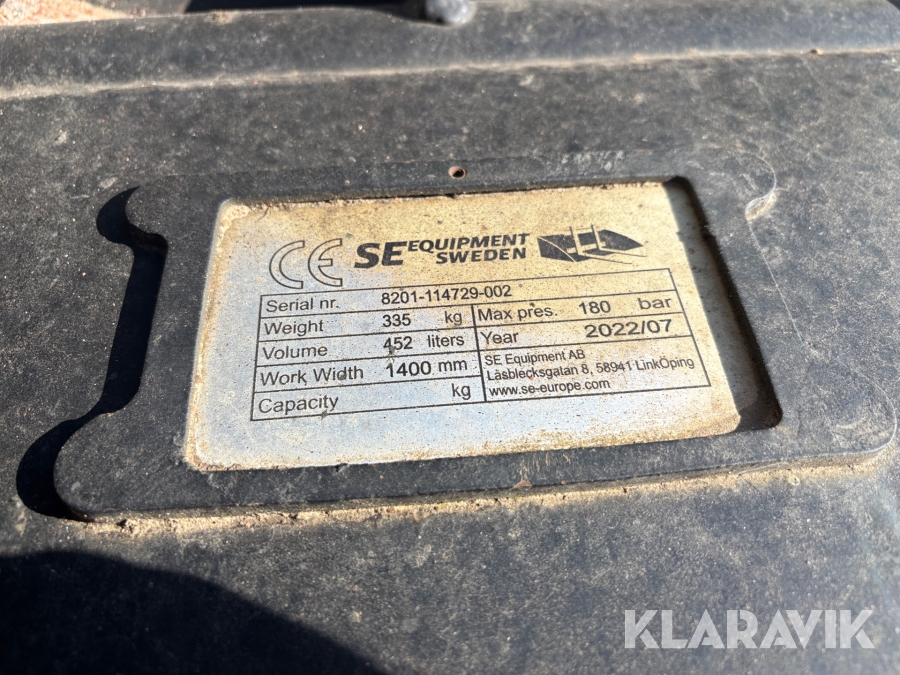 CE SE EQUIPMENT
SWEDEN
Serial nr. 8201-114729-002
Weight 335 kg Max pres. 180 bar
Volume 452 liters Year 2022/07
Work Width 1400 mm SE Equipment AB
Låsblecksgatan 8, 58941 LinkÖping
Capacity kg www.se-europe.com
KLARAVIK